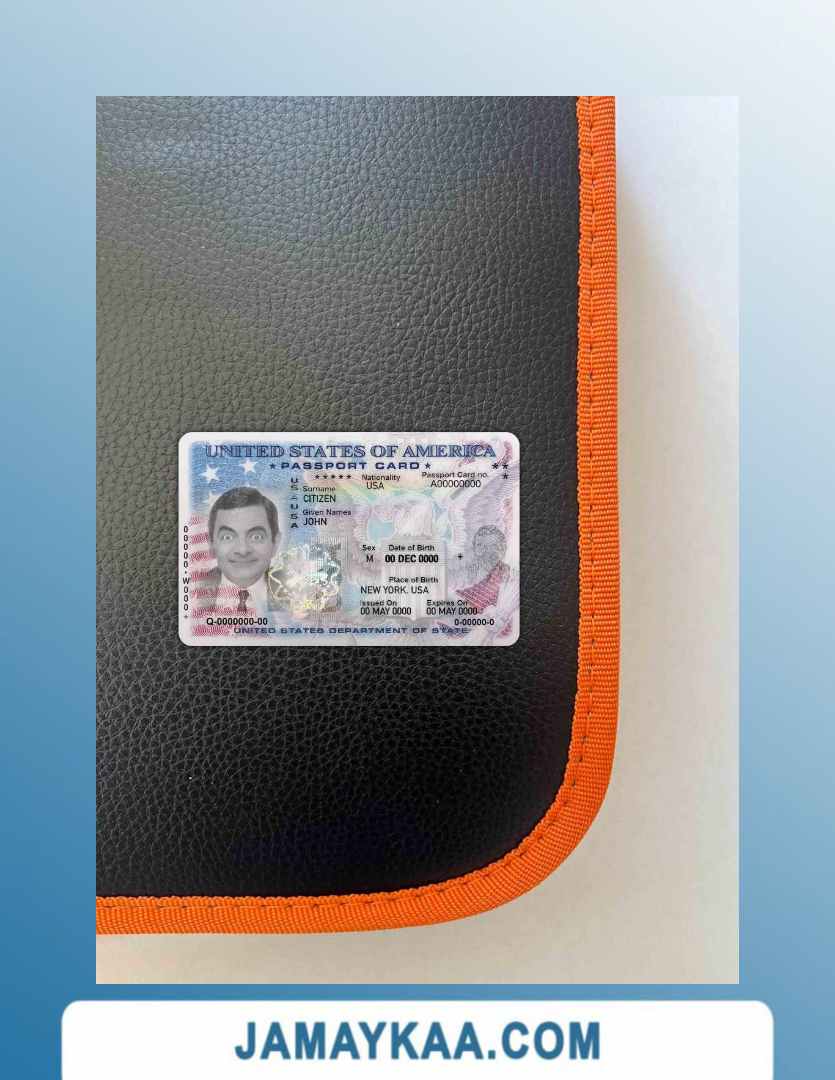 UNITED STATES OF AMERICA
★ PASSPORT CARD ★
★★
★★★★★
★
Nationality
USA
Passport Card no.
A00000000
USAUSA
Surname
CITIZEN
Given Names
JOHN
Sex
M
Date of Birth
00 DEC 0000
Place of Birth
NEW YORK. USA
Issued On
00 MAY 0000
Expires On
00 MAY 0000
Q-0000000-00
0-00000-0
UNITED STATES DEPARTMENT OF STATE
JAMAYKAA.COM